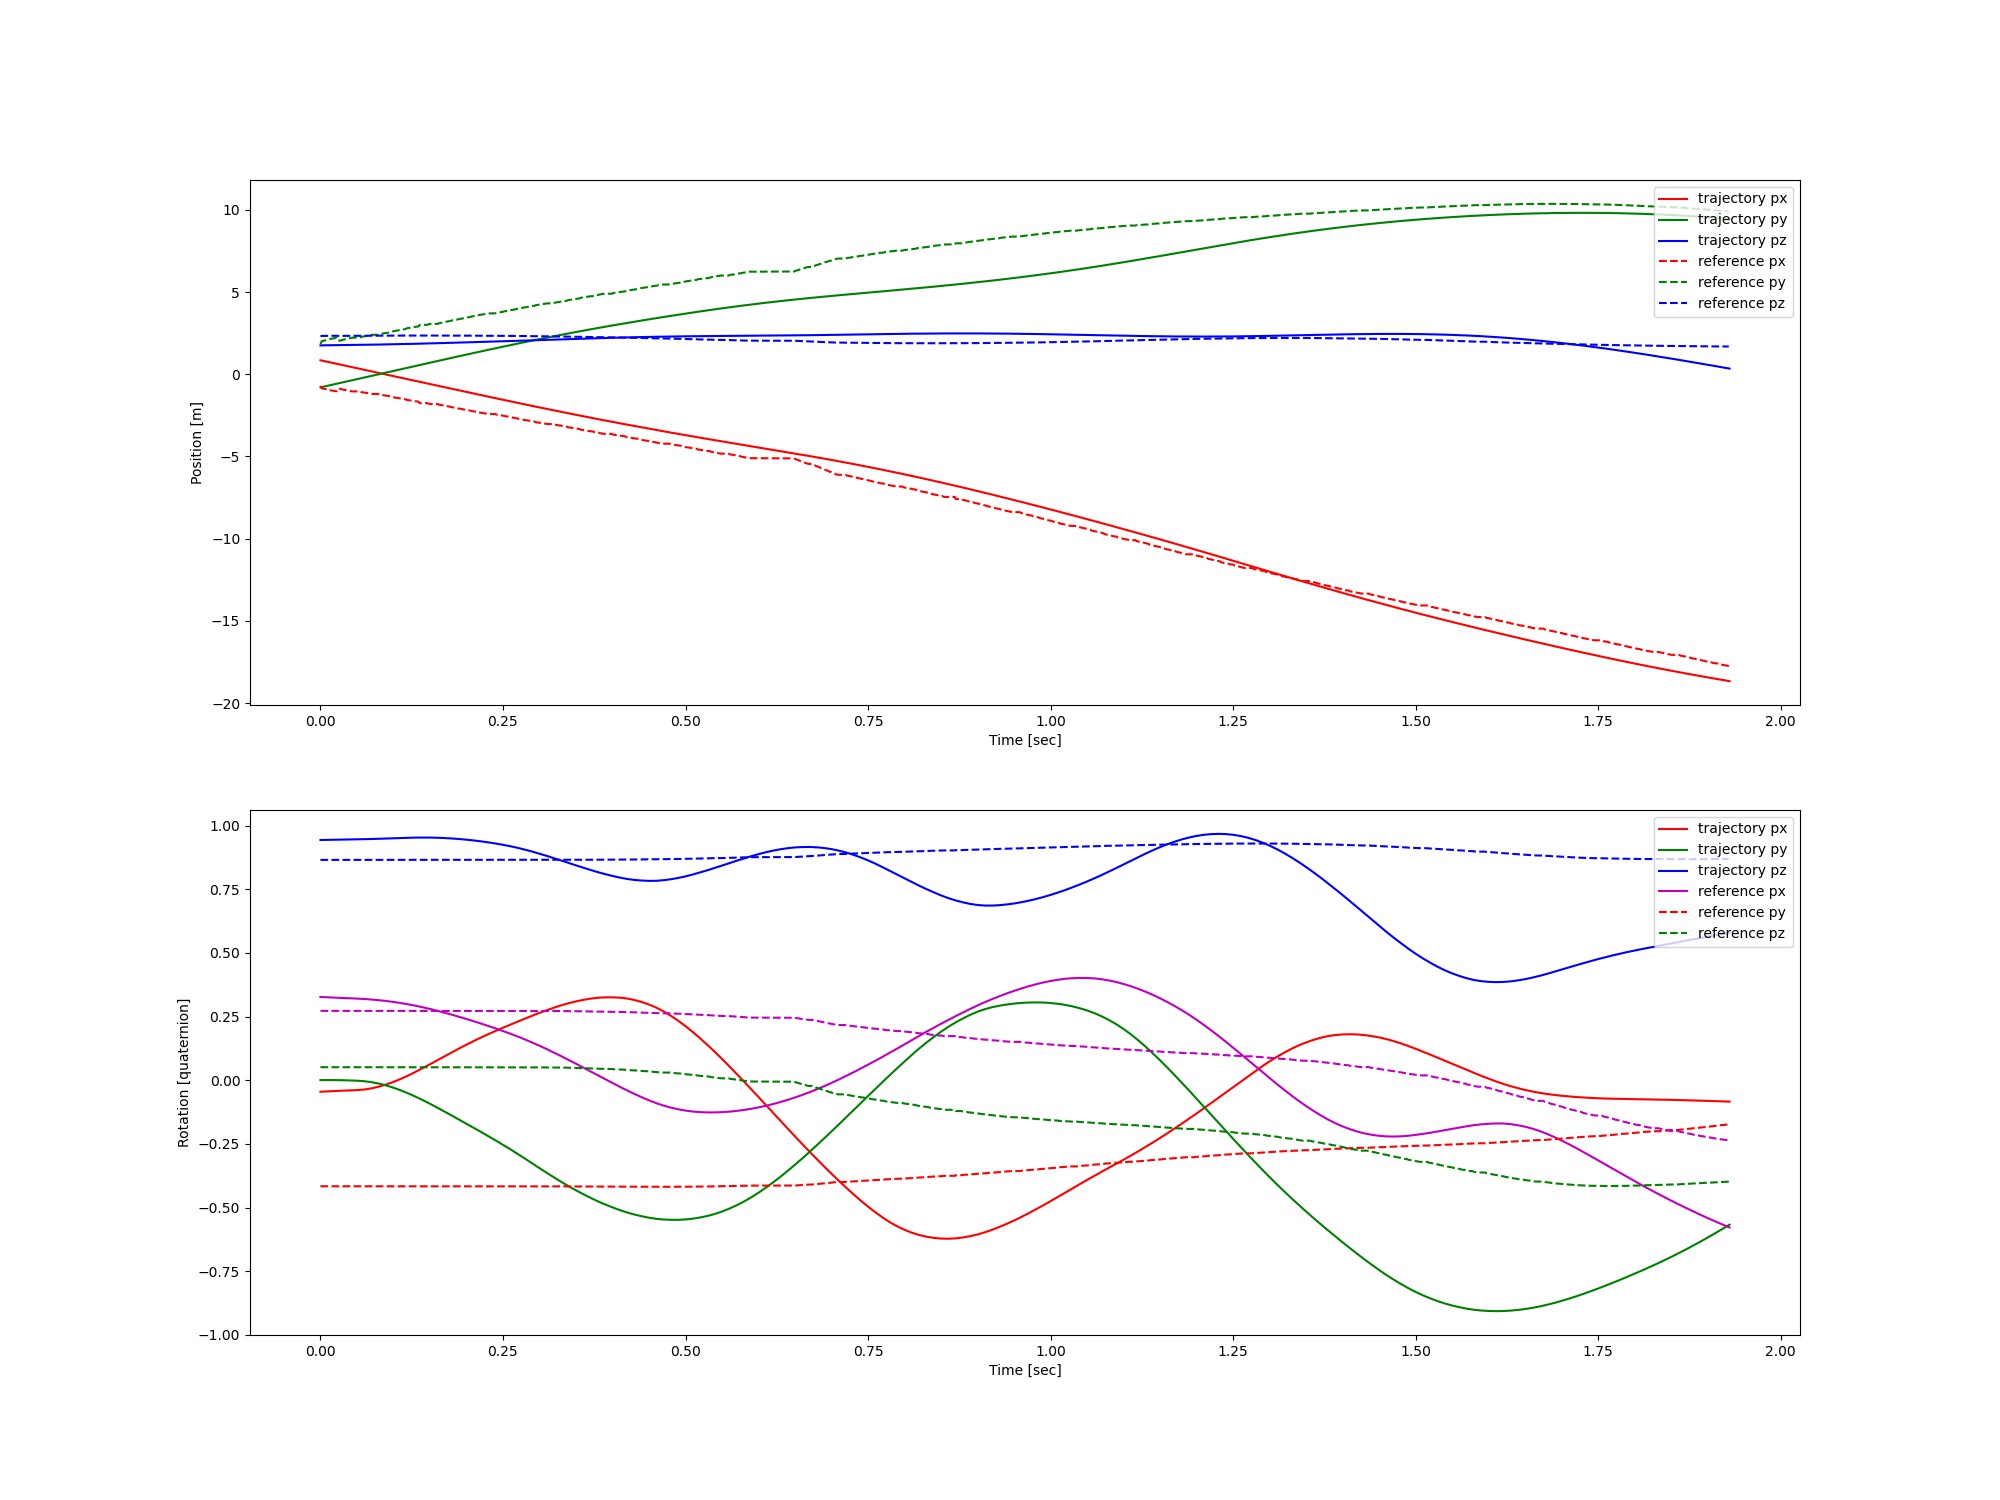 10
5
0
−5
−10
−15
−20
Position [m]
trajectory px
trajectory py
trajectory pz
reference px
reference py
reference pz
0.00 0.25 0.50 0.75 1.00 1.25 1.50 1.75 2.00
Time [sec]
1.00
0.75
0.50
0.25
0.00
−0.25
−0.50
−0.75
−1.00
Rotation [quaternion]
trajectory px
trajectory py
trajectory pz
reference px
reference py
reference pz
0.00 0.25 0.50 0.75 1.00 1.25 1.50 1.75 2.00
Time [sec]